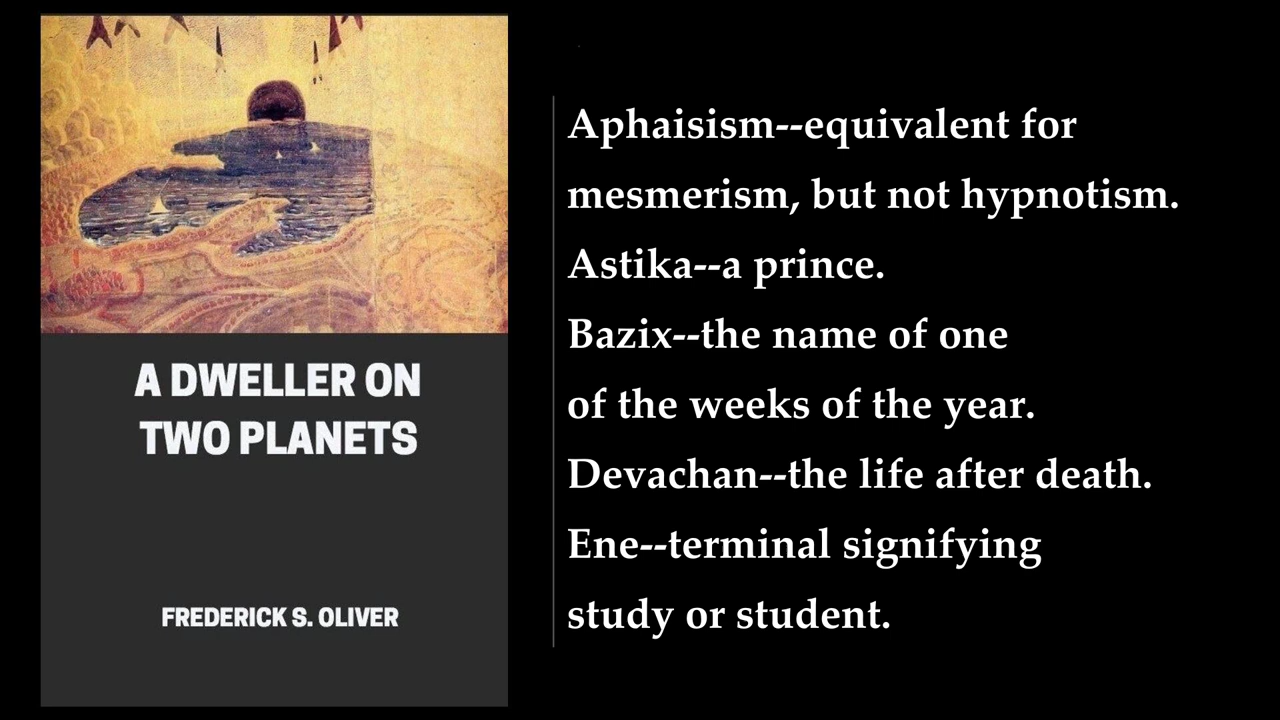 A DWELLER ON
TWO PLANETS
FREDERICK S. OLIVER
Aphaisism--equivalent for
mesmerism, but not hypnotism.
Astika--a prince.
Bazix--the name of one
of the weeks of the year.
Devachan--the life after death.
Ene--terminal signifying
study or student.